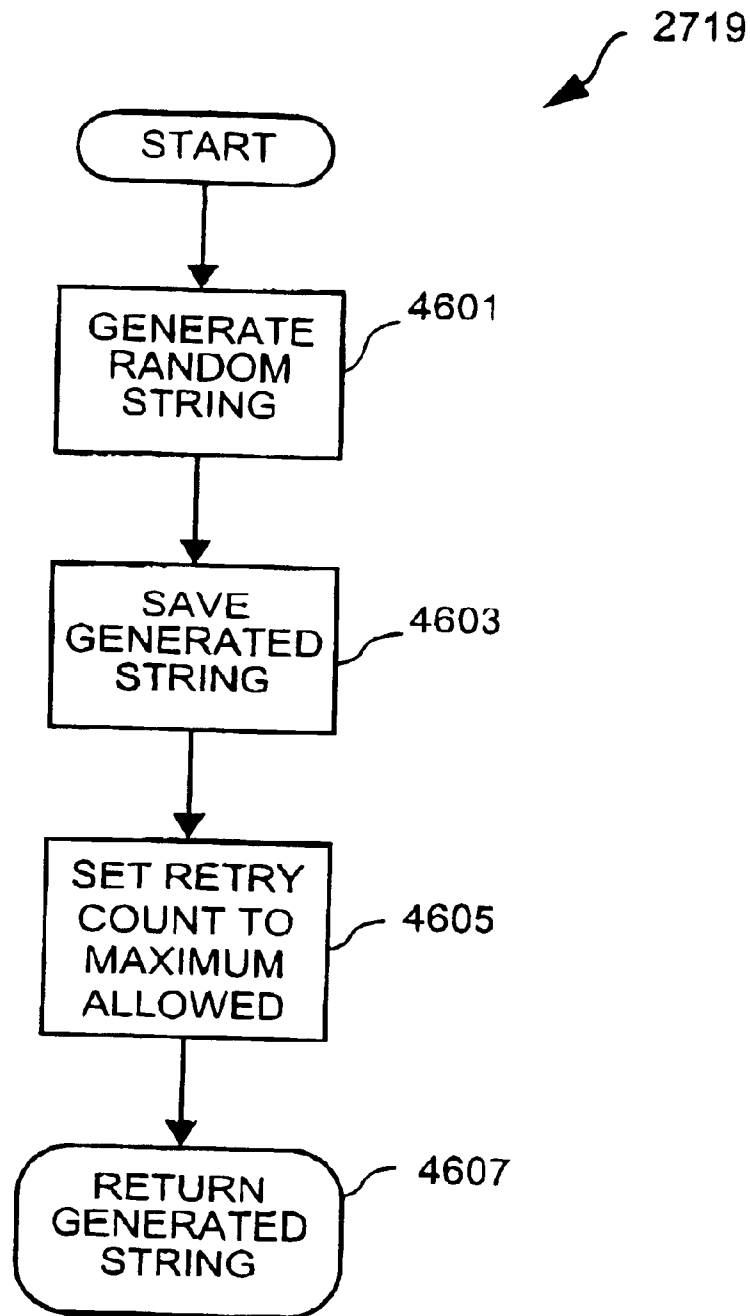 2719
START
GENERATE
RANDOM
STRING
4601
SAVE
GENERATED
STRING
4603
SET RETRY
COUNT TO
MAXIMUM
ALLOWED
4605
RETURN
GENERATED
STRING
4607